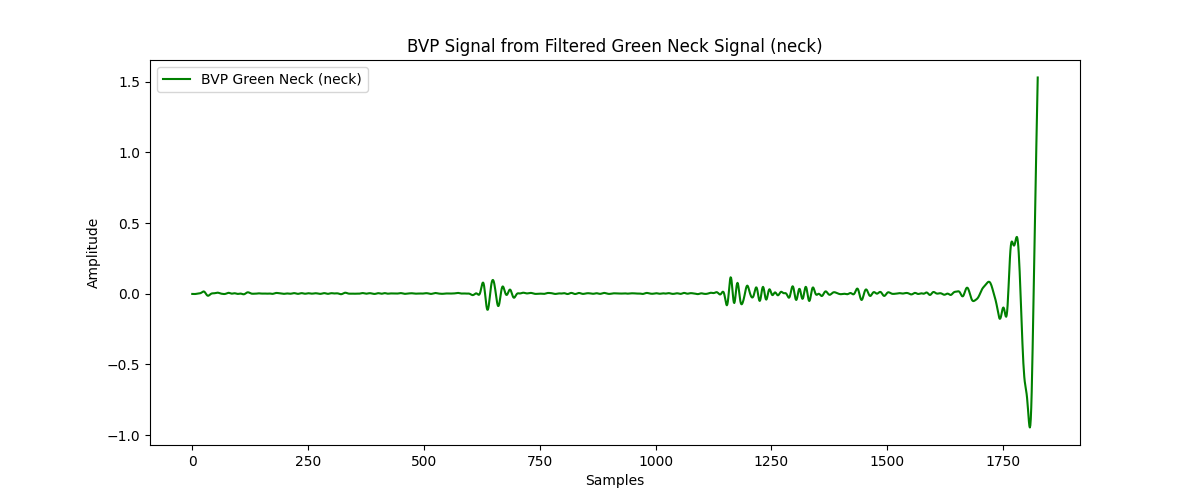 BVP Signal from Filtered Green Neck Signal (neck)
BVP Green Neck (neck)
1.5
1.0
0.5
0.0
−0.5
−1.0
Amplitude
0 250 500 750 1000 1250 1500 1750
Samples